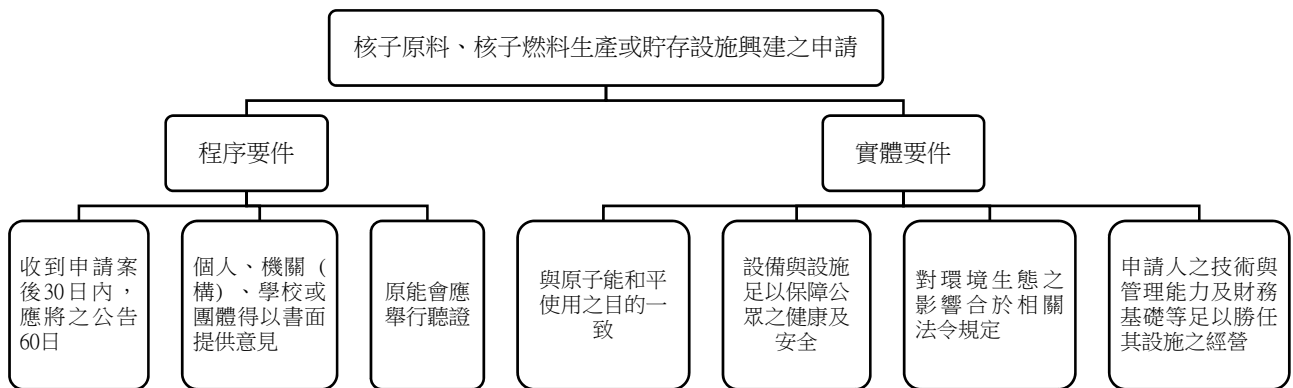 核子原料、核子燃料生產或貯存設施興建之申請
程序要件
實體要件
收到申請案
後30日內，
應將之公告
60日
個人、機關（
構）、學校或
團體得以書面
提供意見
原能會應
舉行聽證
與原子能和平
使用之目的一
致
設備與設施
足以保障公
眾之健康及
安全
對環境生態之
影響合於相關
法令規定
申請人之技術與
管理能力及財務
基礎等足以勝任
其設施之經營